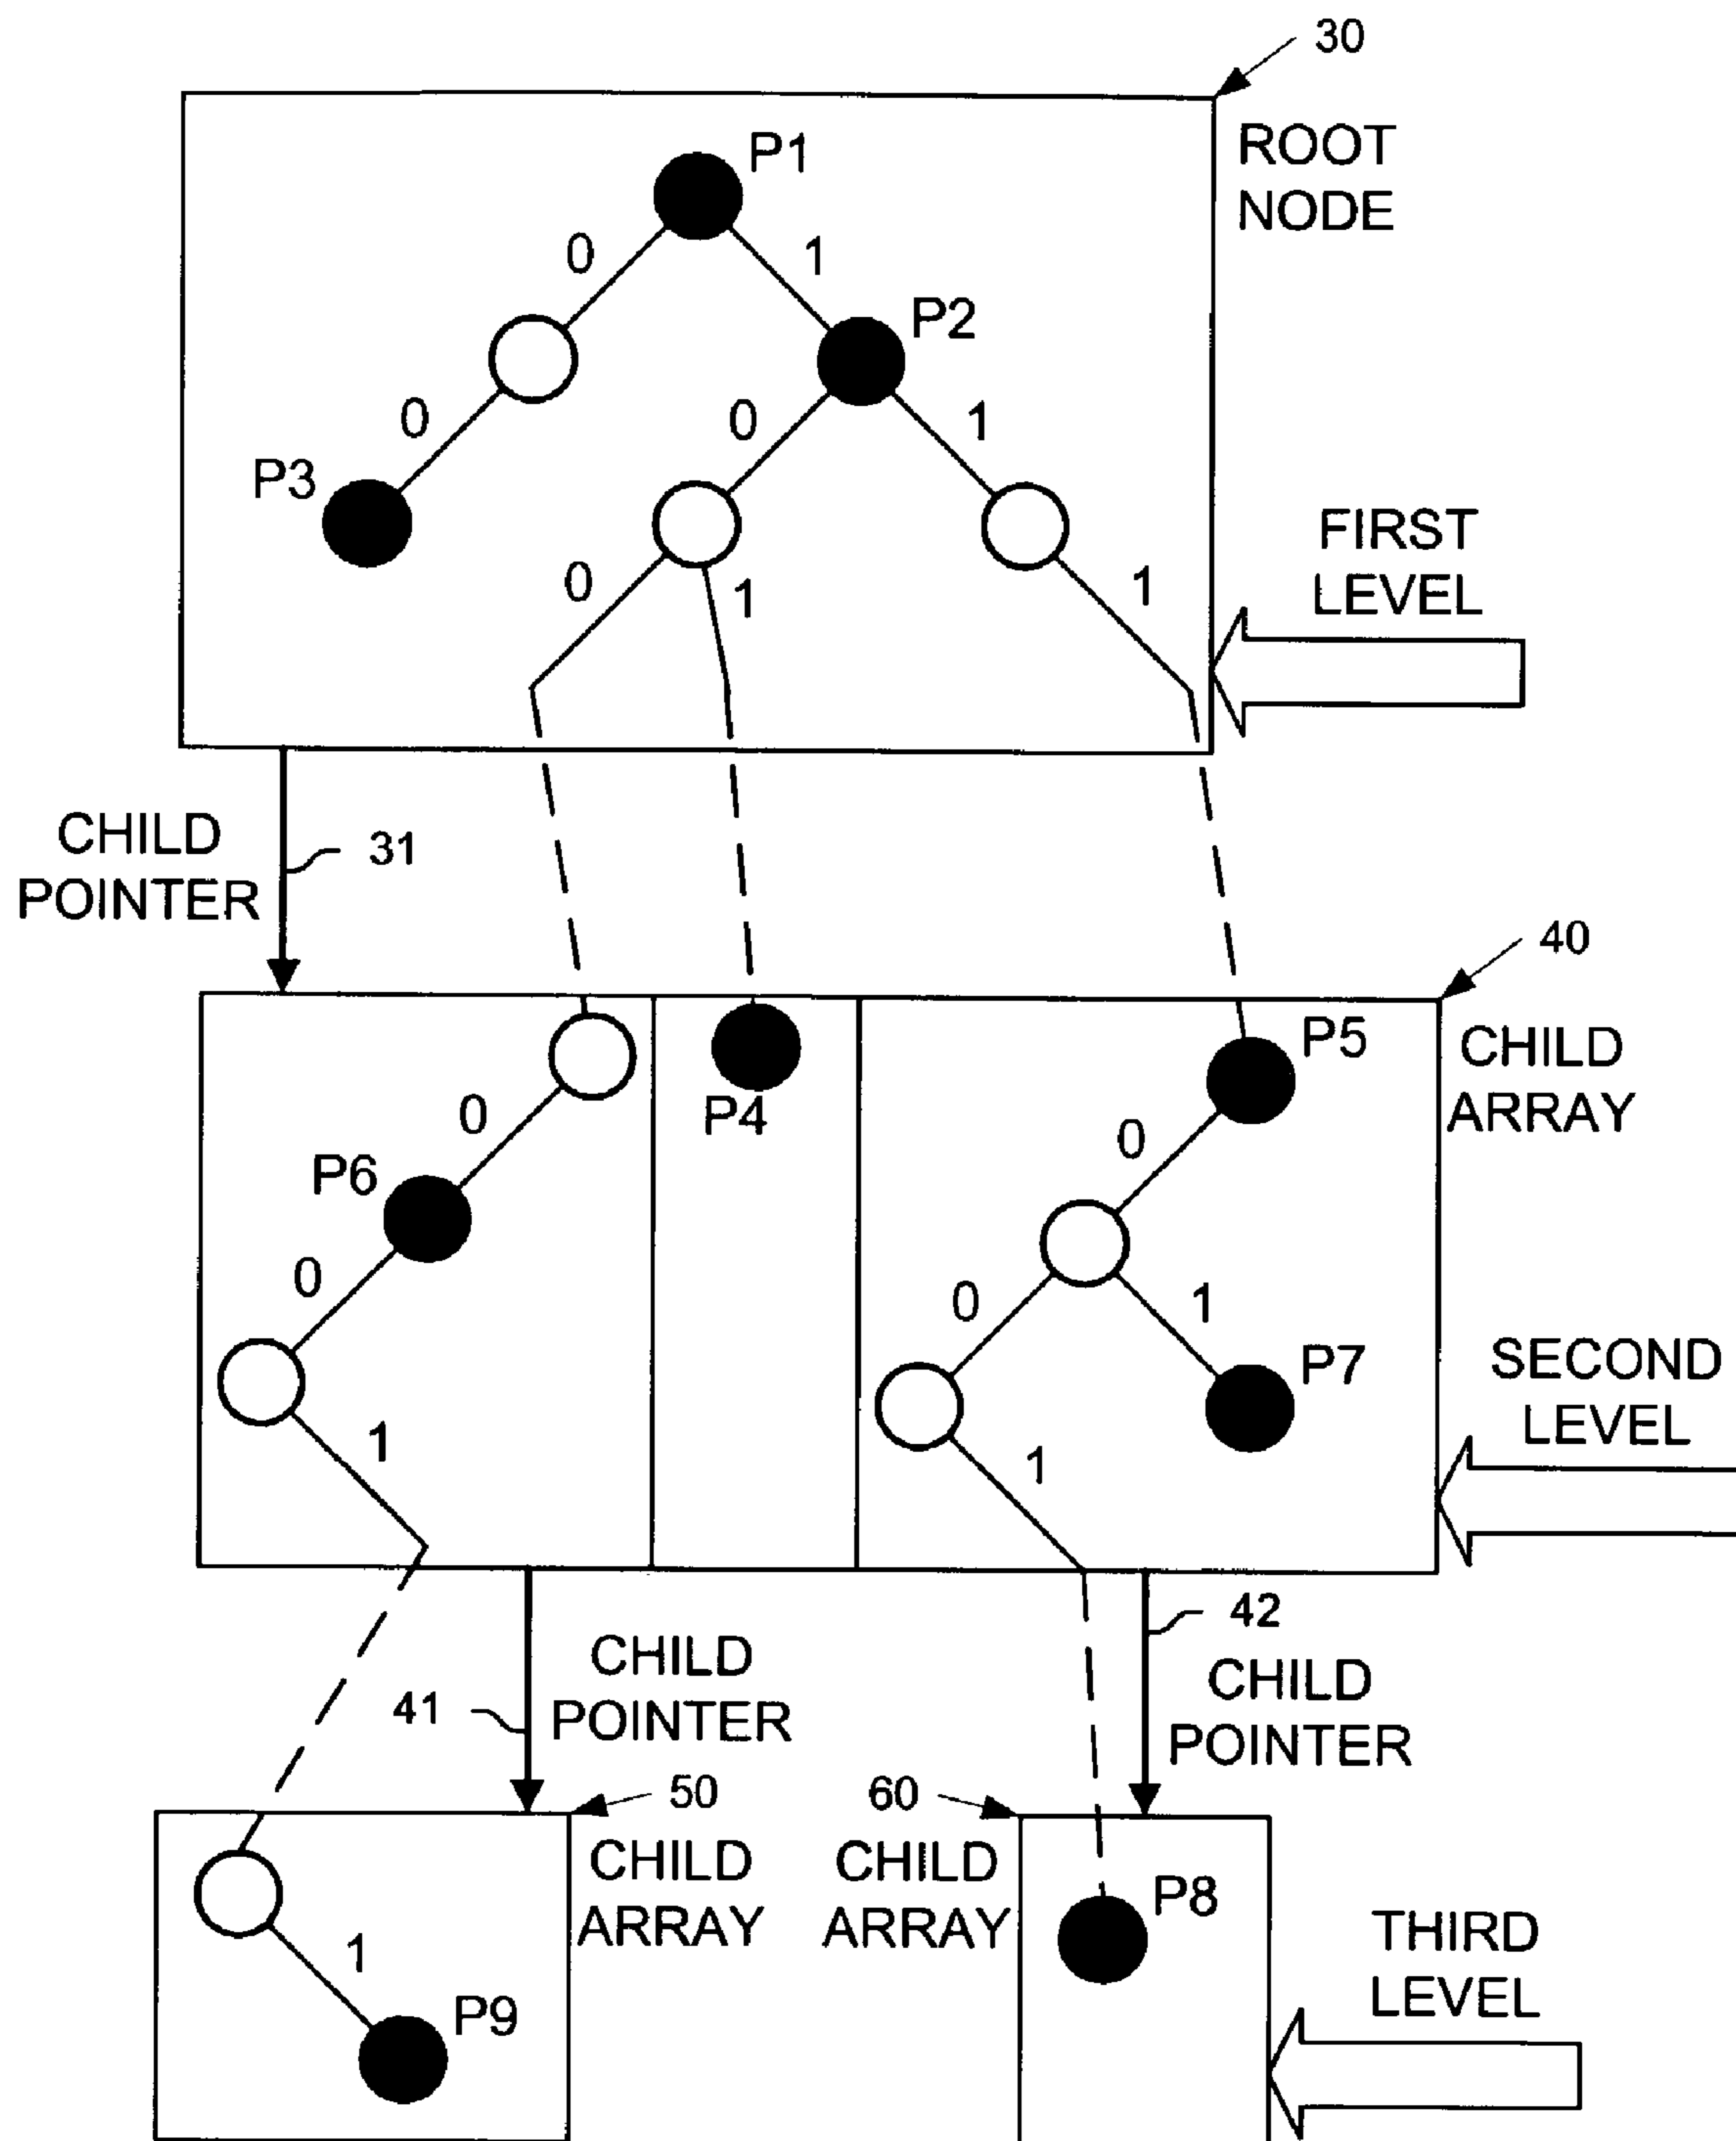 30
ROOT
NODE
P1
0
1
P2
0
0
1
P3
0
1
1
FIRST
LEVEL
CHILD
POINTER
31
40
CHILD
ARRAY
P5
P4
0
0
P6
0
0
1
P7
1
1
SECOND
LEVEL
42
CHILD
POINTER
41
CHILD
POINTER
50
60
CHILD
ARRAY
CHILD
ARRAY
P8
1
P9
THIRD
LEVEL